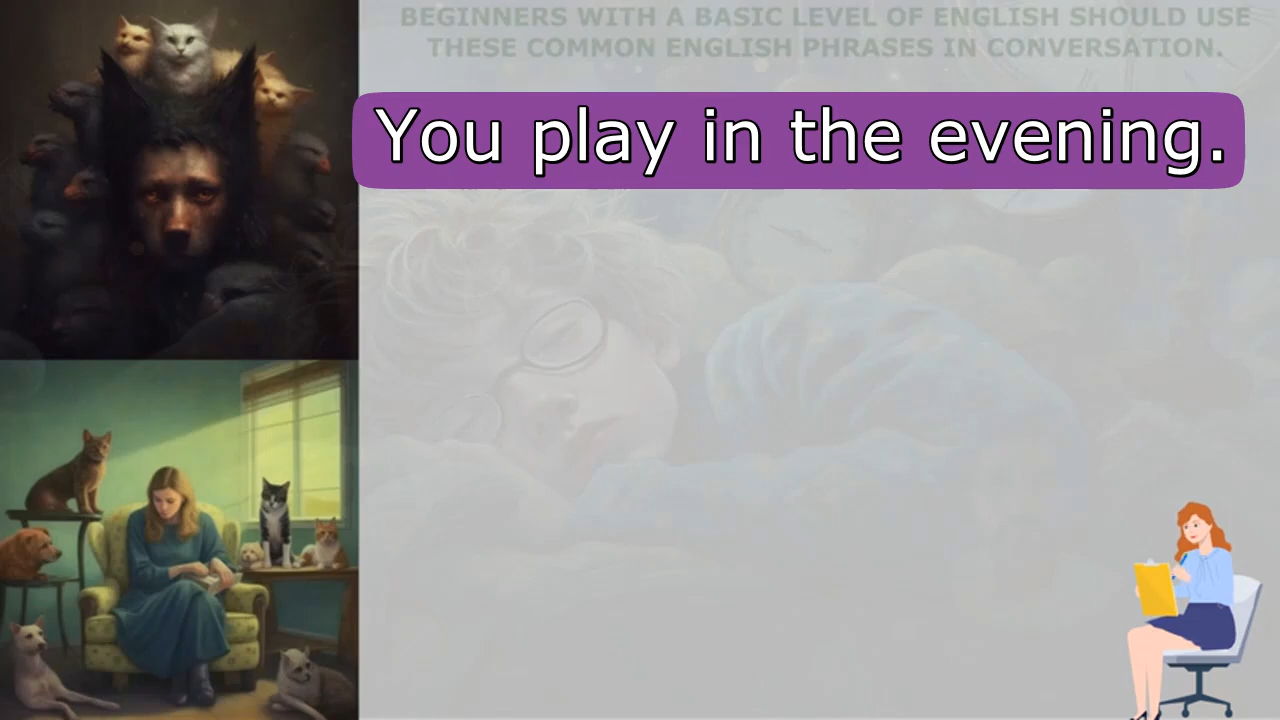 BEGINNERS WITH A BASIC LEVEL OF ENGLISH SHOULD USE
THESE COMMON ENGLISH PHRASES IN CONVERSATION.
You play in the evening.